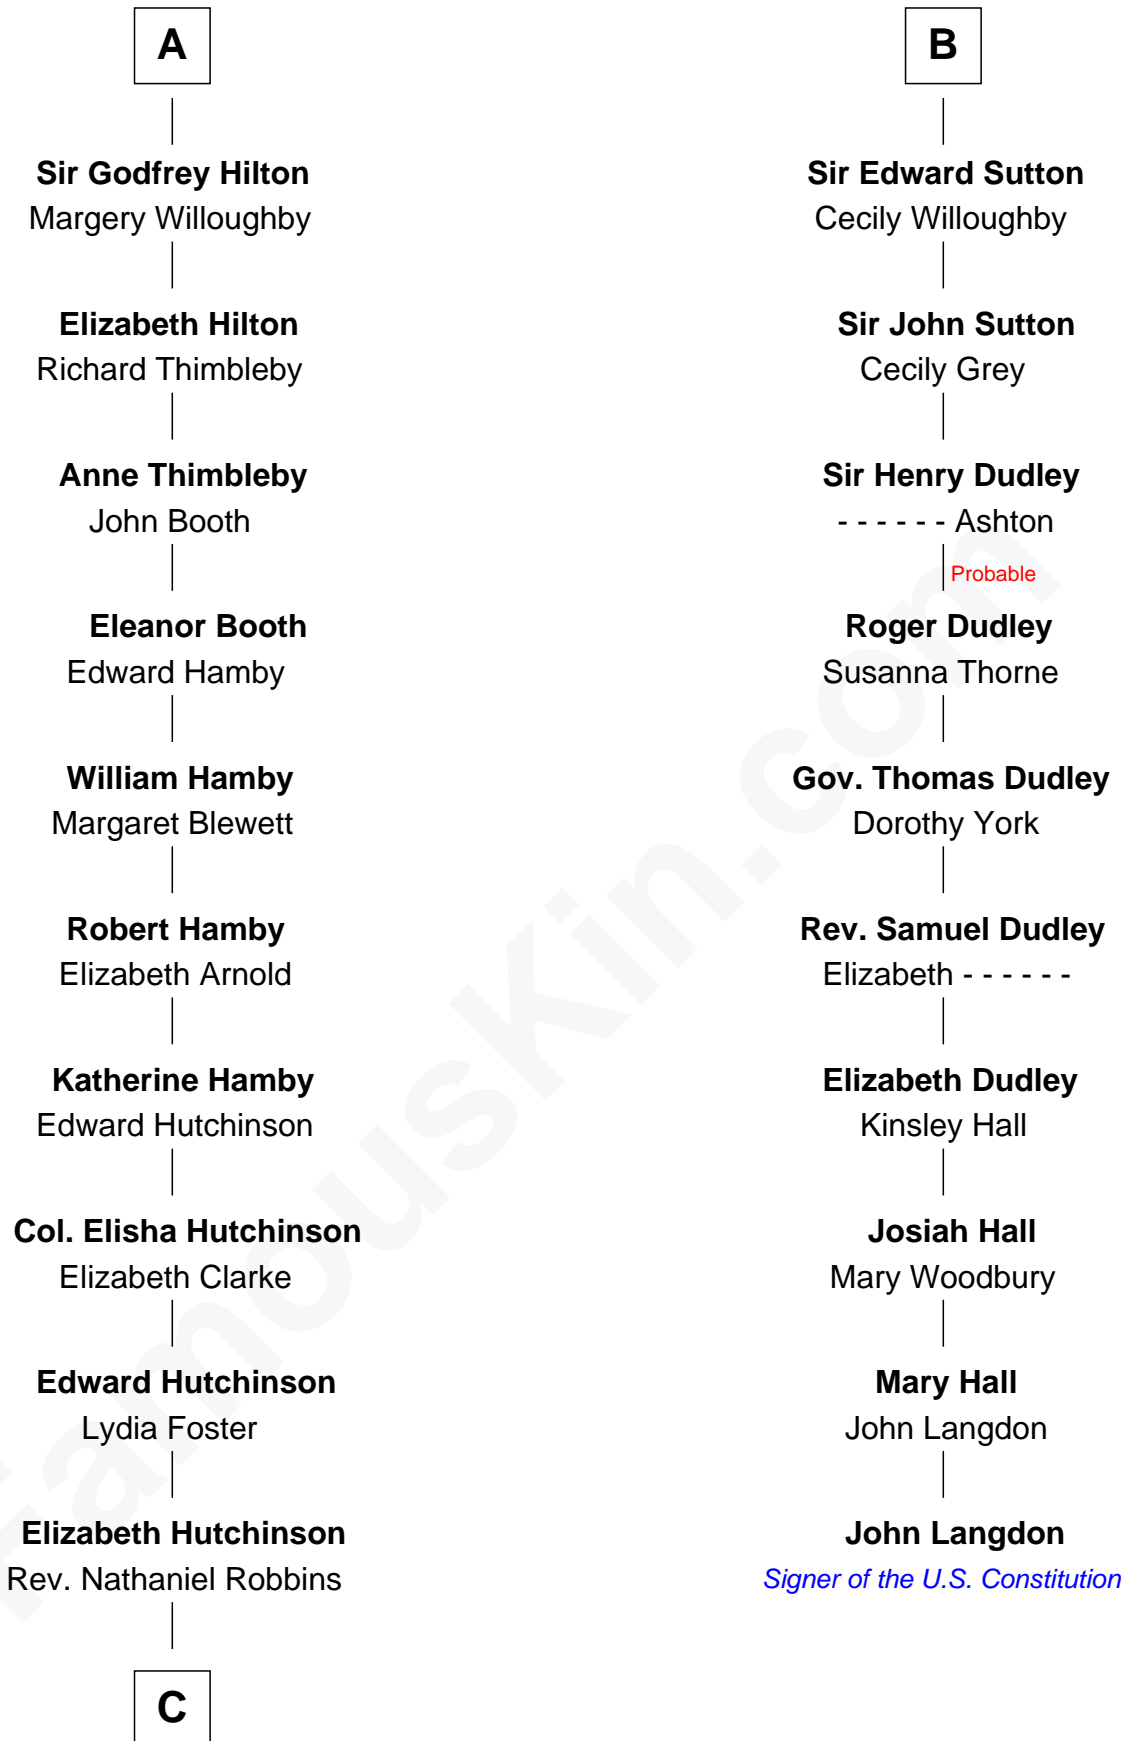 A
Sir Godfrey Hilton
Margery Willoughby
Elizabeth Hilton
Richard Thimbleby
Anne Thimbleby
John Booth
Eleanor Booth
Edward Hamby
William Hamby
Margaret Blewett
Robert Hamby
Elizabeth Arnold
Katherine Hamby
Edward Hutchinson
Col. Elisha Hutchinson
Elizabeth Clarke
Edward Hutchinson
Lydia Foster
Elizabeth Hutchinson
Rev. Nathaniel Robbins
C
B
Sir Edward Sutton
Cecily Willoughby
Sir John Sutton
Cecily Grey
Sir Henry Dudley
- - - - - - Ashton
Probable
Roger Dudley
Susanna Thorne
Gov. Thomas Dudley
Dorothy York
Rev. Samuel Dudley
Elizabeth - - - - - -
Elizabeth Dudley
Kinsley Hall
Josiah Hall
Mary Woodbury
Mary Hall
John Langdon
John Langdon
Signer of the U.S. Constitution
FamousKin.com